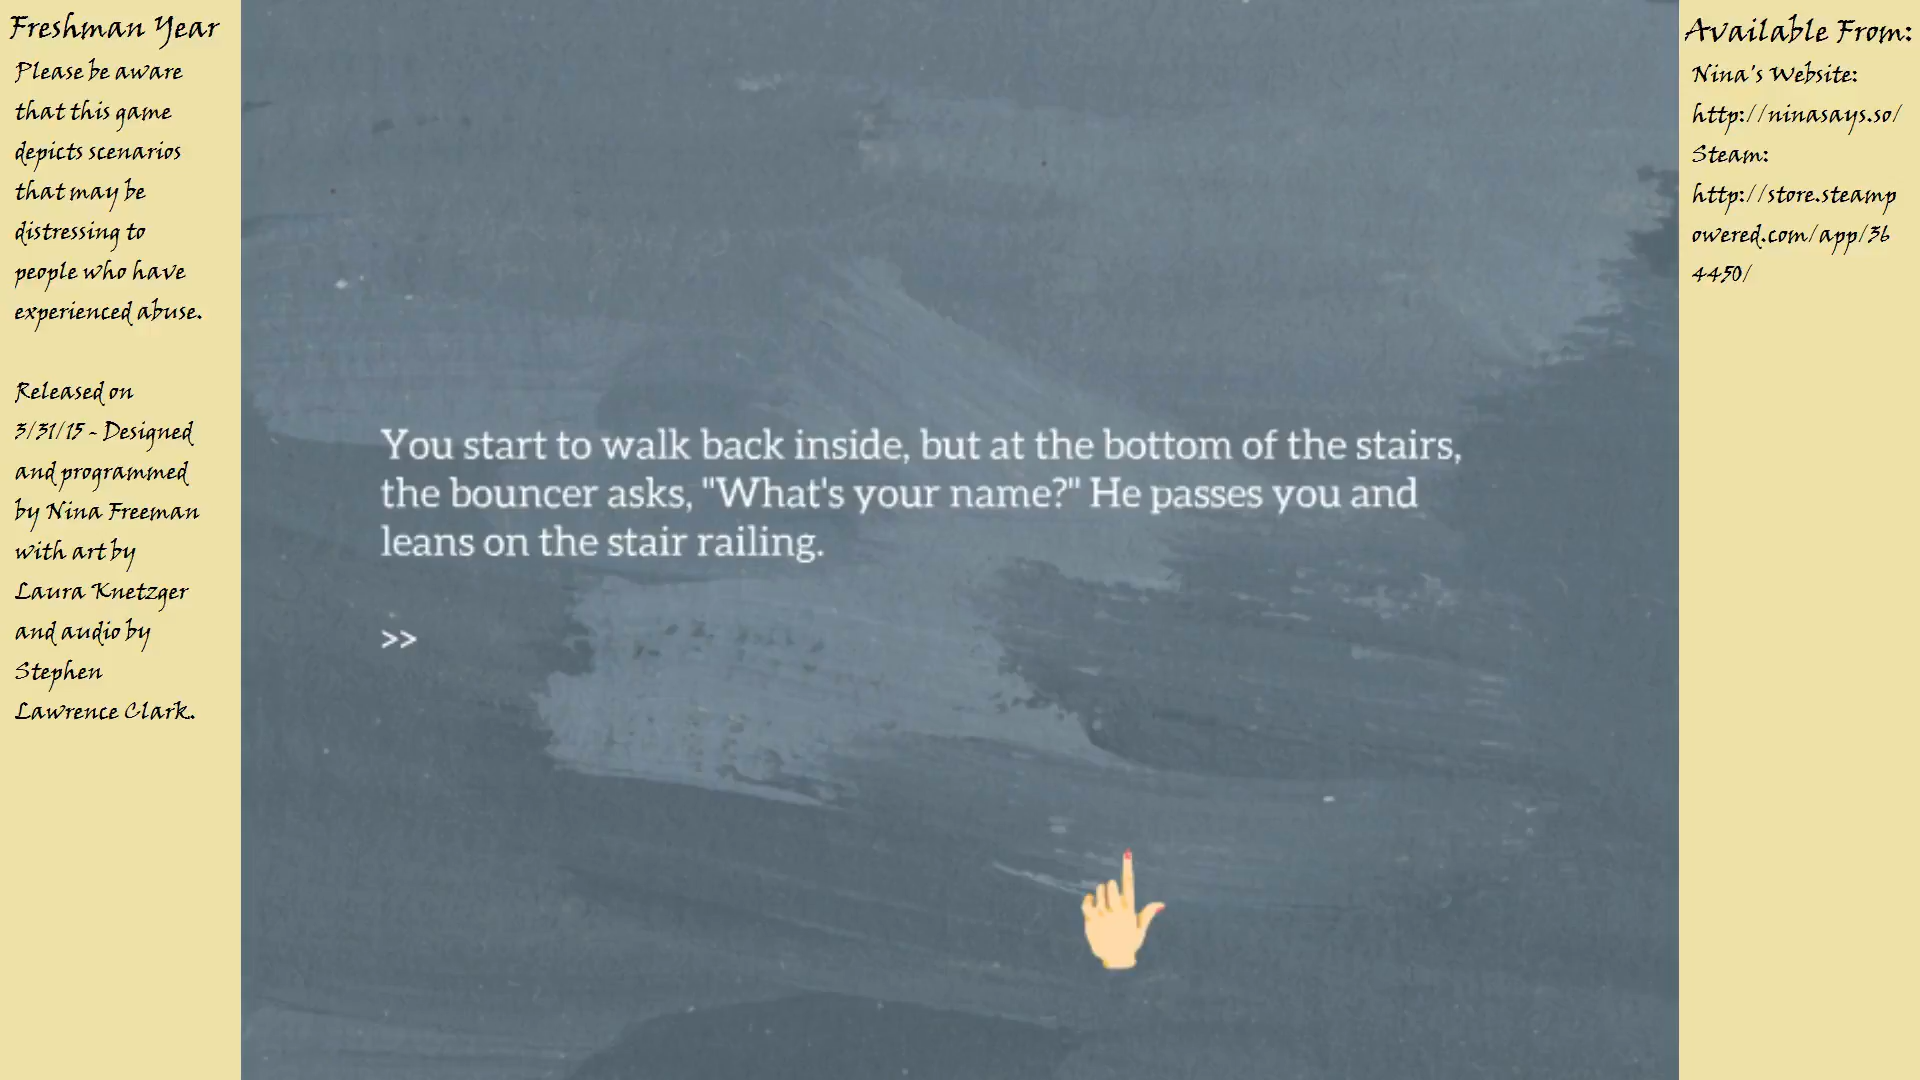 Freshman Year
Please be aware
that this game
depicts scenarios
that may be
distressing to
people who have
experienced abuse.
Released on
3/31/15 - Designed
and programmed
by Nina Freeman
with art by
Laura Knetzger
and audio by
Stephen
Lawrence Clark.
You start to walk back inside, but at the bottom of the stairs,
the bouncer asks, "What's your name?" He passes you and
leans on the stair railing.
>>
Available From:
Nina's Website:
http://ninasays.so/
Steam:
http://store.steamp
owered.com/app/36
4450/